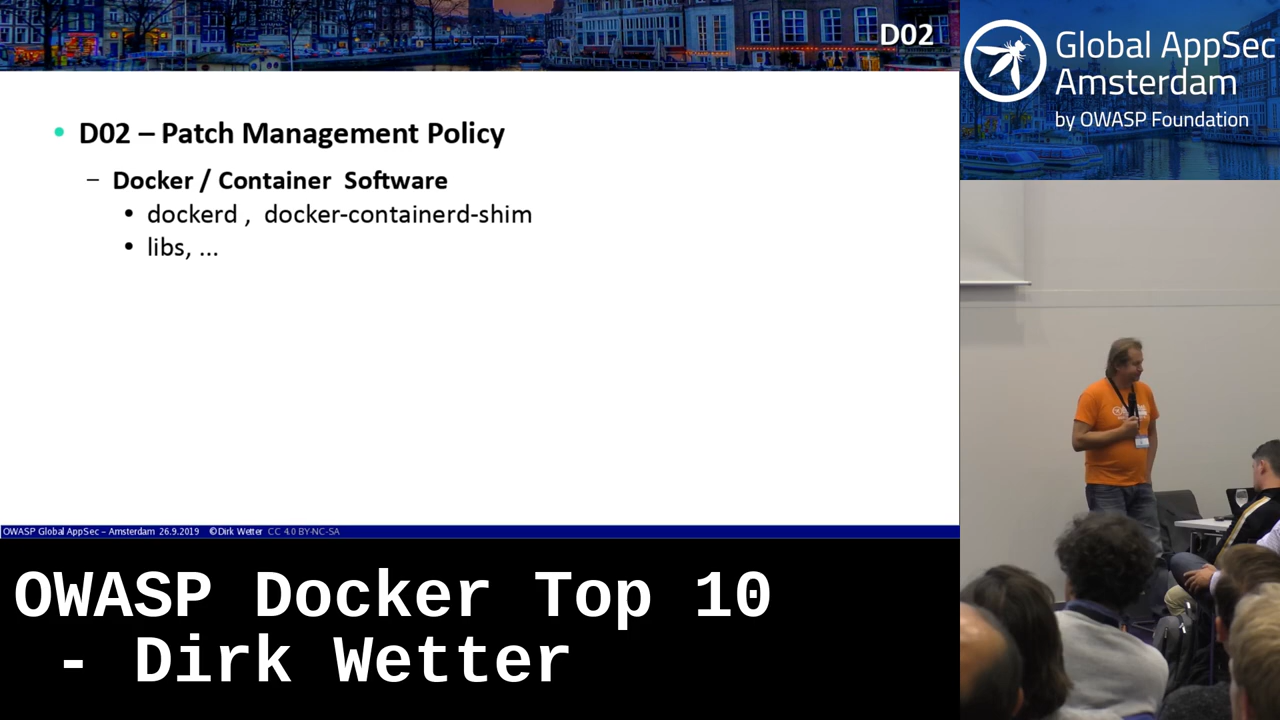 D02
Global AppSec
Amsterdam
by OWASP Foundation
• D02 – Patch Management Policy
– Docker / Container Software
• dockerd , docker-containerd-shim
• libs, ...
OWASP Global AppSec – Amsterdam 26.9.2019 ©Dirk Wetter CC 4.0 BY-NC-SA
OWASP Docker Top 10
- Dirk Wetter